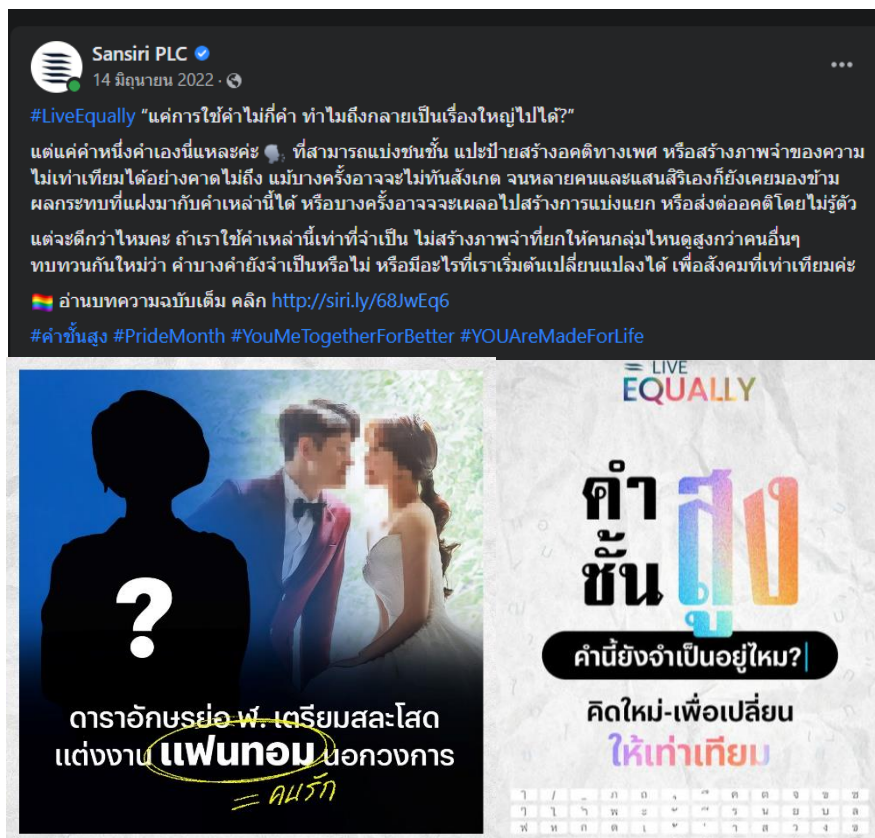 Sansiri PLC
14 มิถุนายน 2022
#LiveEqually “แค่การใช้คำไม่กี่คำ ทำไมถึงกลายเป็นเรื่องใหญ่ไปได้?”
แต่แค่คำหนึ่งคำเองนี่แหละค่ะ 🗣️ ที่สามารถแบ่งชนชั้น แปะป้ายสร้างอคติทางเพศ หรือสร้างภาพจำของความ
ไม่เท่าเทียมได้อย่างคาดไม่ถึง แม้บางครั้งอาจจะไม่ทันสังเกต จนหลายคนและแสนสิริเองก็ยังเคยมองข้าม
ผลกระทบที่แฝงมากับคำเหล่านี้ได้ หรือบางครั้งอาจจจะเผลอไปสร้างการแบ่งแยก หรือส่งต่ออคติโดยไม่รู้ตัว
แต่จะดีกว่าไหมคะ ถ้าเราใช้คำเหล่านี้เท่าที่จำเป็น ไม่สร้างภาพจำที่ยกให้คนกลุ่มไหนดูสูงกว่าคนอื่นๆ
ทบทวนกันใหม่ว่า คำบางคำยังจำเป็นหรือไม่ หรือมีอะไรที่เราเริ่มต้นเปลี่ยนแปลงได้ เพื่อสังคมที่เท่าเทียมค่ะ
🏳️‍🌈 อ่านบทความฉบับเต็ม คลิก http://siri.ly/68JwEq6
#คำชั้นสูง #PrideMonth #YouMeTogetherForBetter #YOUAreMadeForLife
?
ดาราอักษรย่อ ฬ. เตรียมสละโสด
แต่งงาน แฟนทอม นอกวงการ
= คนรัก
LIVE
EQUALLY
คำ
ชั้น
สูง
คำนี้ยังจำเป็นอยู่ไหม?
คิดใหม่-เพื่อเปลี่ยน
ให้เท่าเทียม